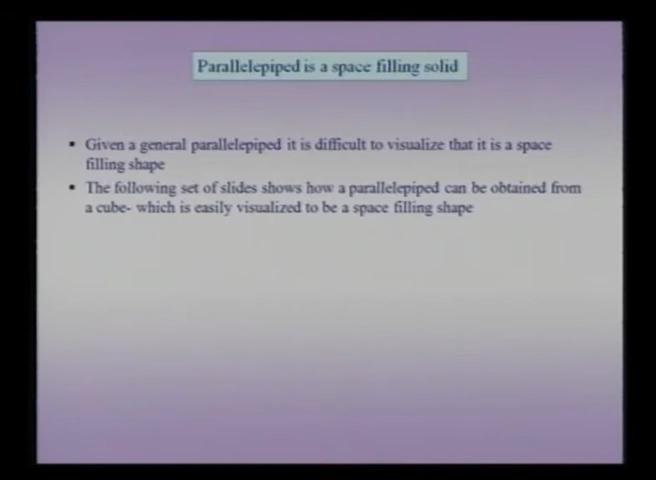 Parallelepiped is a space filling solid
▪ Given a general parallelepiped it is difficult to visualize that it is a space
filling shape
▪ The following set of slides shows how a parallelepiped can be obtained from
a cube- which is easily visualized to be a space filling shape